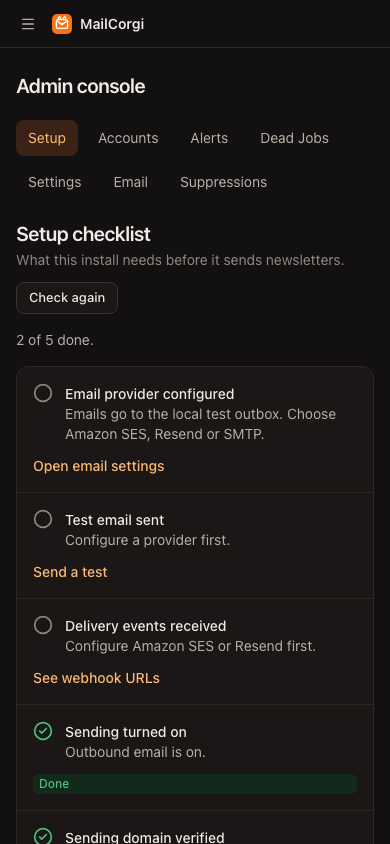 MailCorgi
Admin console
Setup
Accounts
Alerts
Dead Jobs
Settings
Email
Suppressions
Setup checklist
What this install needs before it sends newsletters.
Check again
2 of 5 done.
Email provider configured
Emails go to the local test outbox. Choose
Amazon SES, Resend or SMTP.
Open email settings
Test email sent
Configure a provider first.
Send a test
Delivery events received
Configure Amazon SES or Resend first.
See webhook URLs
Sending turned on
Outbound email is on.
Done
Sending domain verified